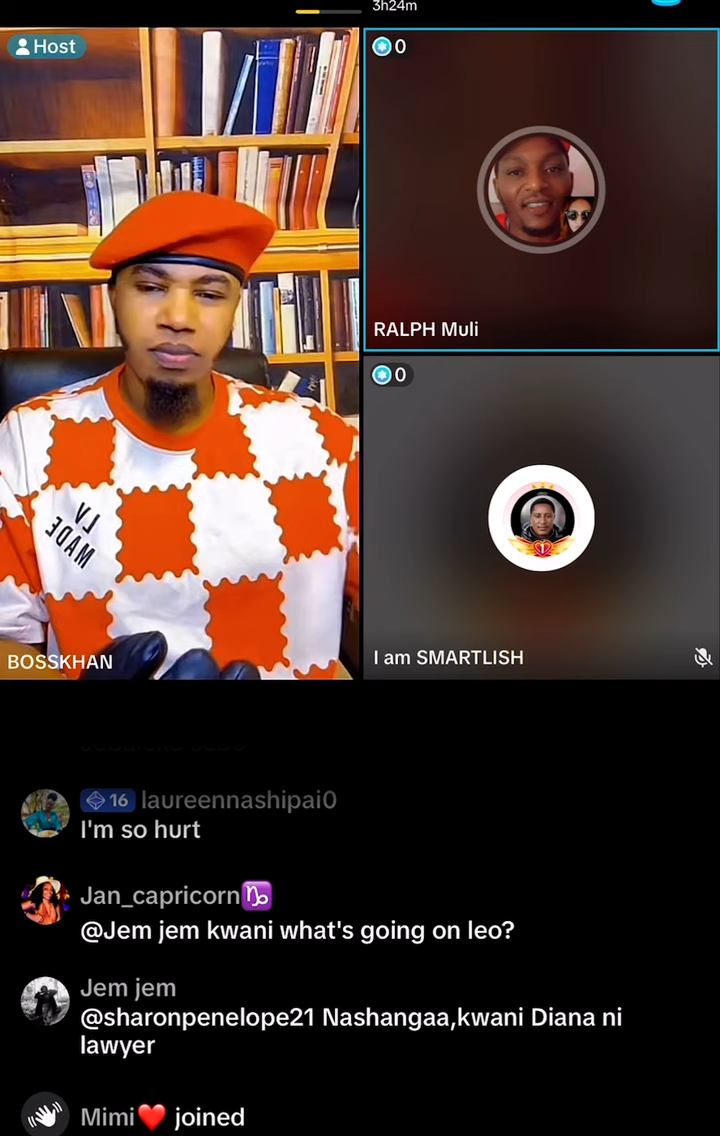 3h24m
Host
0
RALPH Muli
0
LV
MADE
BOSSKHAN
I am SMARTLISH
16 laureennashipai0
I'm so hurt
Jan_capricorn♑
@Jem jem kwani what's going on leo?
Jem jem
@sharonpenelope21 Nashangaa,kwani Diana ni
lawyer
Mimi❤️ joined